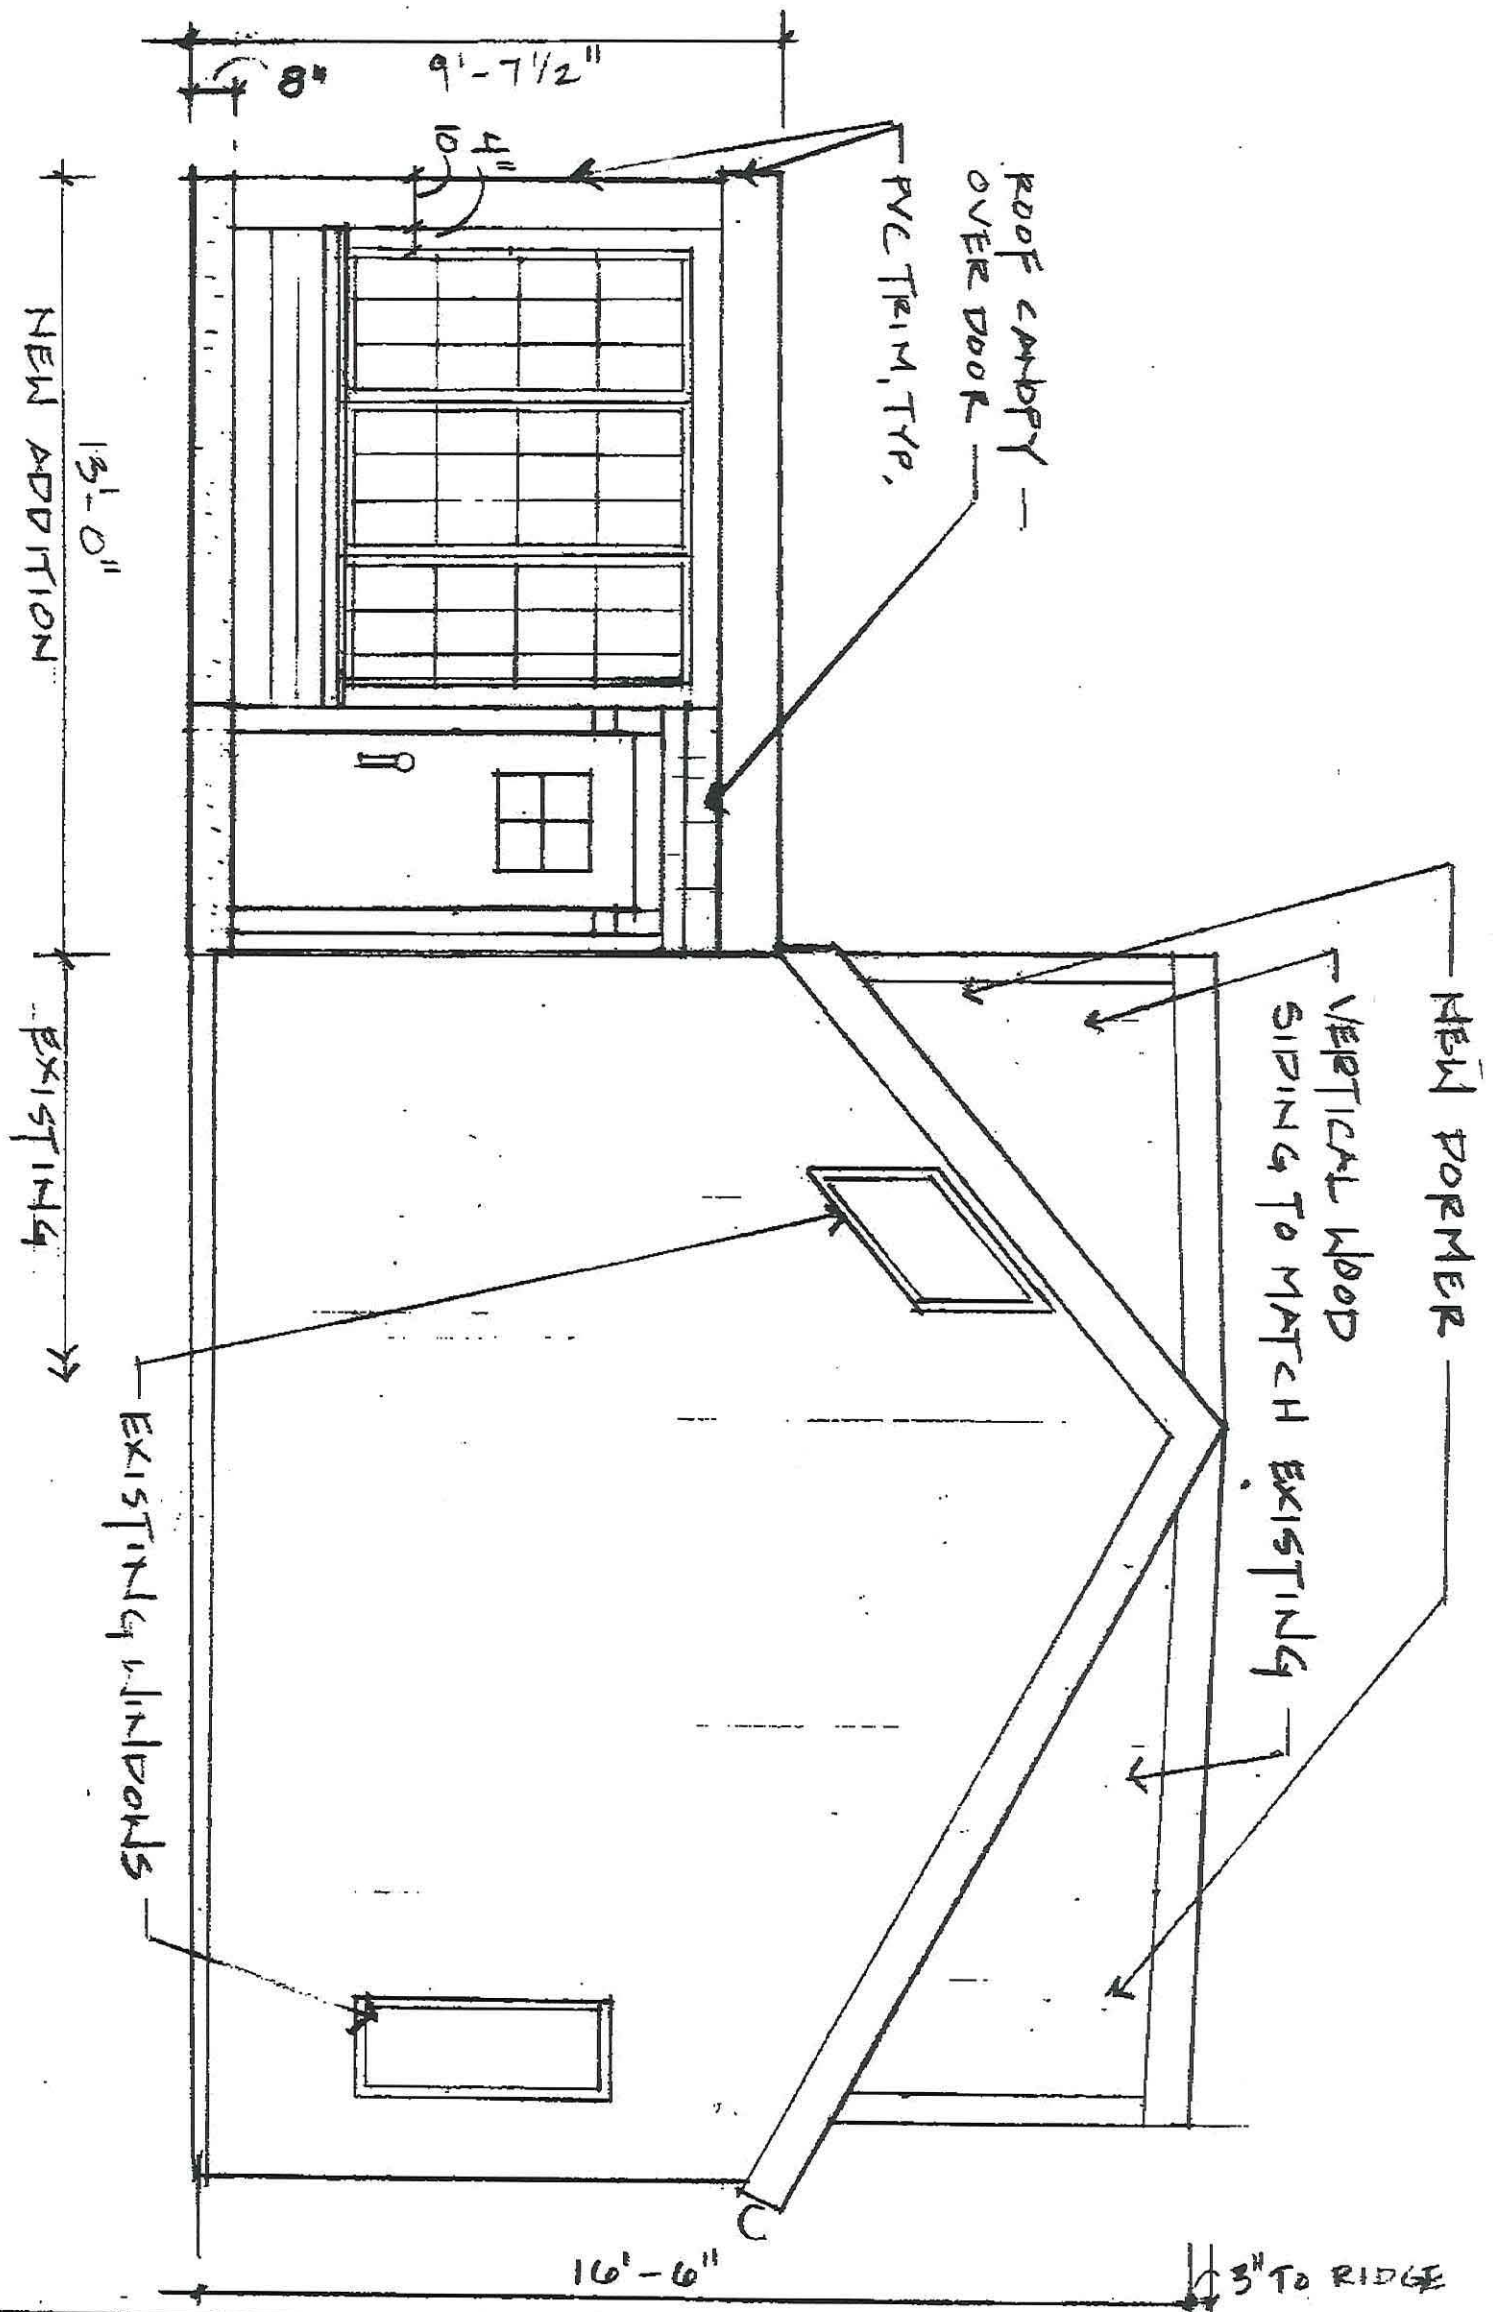 NEW DORMER
VERTICAL WOOD
SIDING TO MATCH EXISTING
ROOF CANOPY
OVER DOOR
PVC TRIM, TYP.
3" TO RIDGE
9'-7 1/2"
8"
10
4"
16'-6"
C
EXISTING WINDOWS
13'-0"
NEW ADDITION
EXISTING